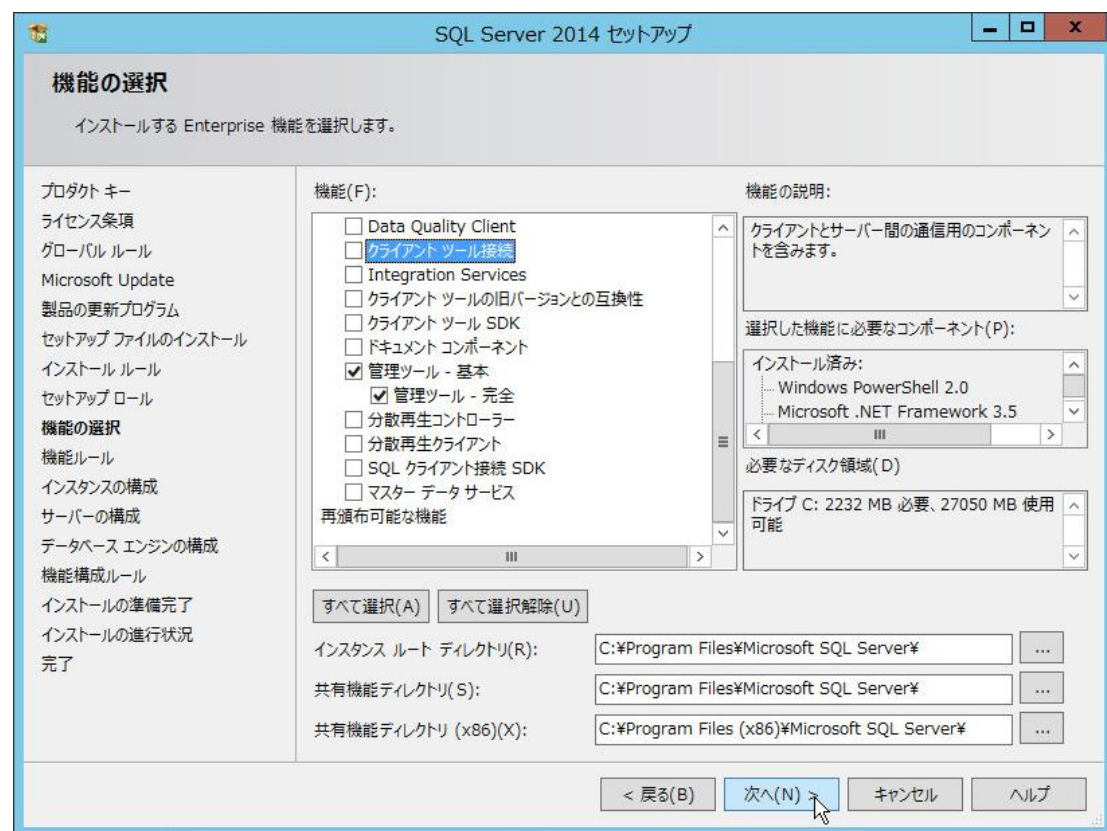 SQL Server 2014 セットアップ
機能の選択
インストールする Enterprise 機能を選択します。
プロダクト キー
ライセンス条項
グローバル ルール
Microsoft Update
製品の更新プログラム
セットアップ ファイルのインストール
インストール ルール
セットアップ ロール
機能の選択
機能ルール
インスタンスの構成
サーバーの構成
データベース エンジンの構成
機能構成ルール
インストールの準備完了
インストールの進行状況
完了
機能(F):
Data Quality Client
クライアント ツール接続
Integration Services
クライアント ツールの旧バージョンとの互換性
クライアント ツール SDK
ドキュメント コンポーネント
管理ツール - 基本
管理ツール - 完全
分散再生コントローラー
分散再生クライアント
SQL クライアント接続 SDK
マスター データ サービス
再頒布可能な機能
機能の説明:
クライアントとサーバー間の通信用のコンポーネン
トを含みます。
選択した機能に必要なコンポーネント(P):
インストール済み:
Windows PowerShell 2.0
Microsoft .NET Framework 3.5
必要なディスク領域(D)
ドライブ C: 2232 MB 必要、27050 MB 使用
可能
すべて選択(A) すべて選択解除(U)
インスタンス ルート ディレクトリ(R): C:¥Program Files¥Microsoft SQL Server¥ ...
共有機能ディレクトリ(S): C:¥Program Files¥Microsoft SQL Server¥ ...
共有機能ディレクトリ (x86)(X): C:¥Program Files (x86)¥Microsoft SQL Server¥ ...
< 戻る(B) 次へ(N) > キャンセル ヘルプ